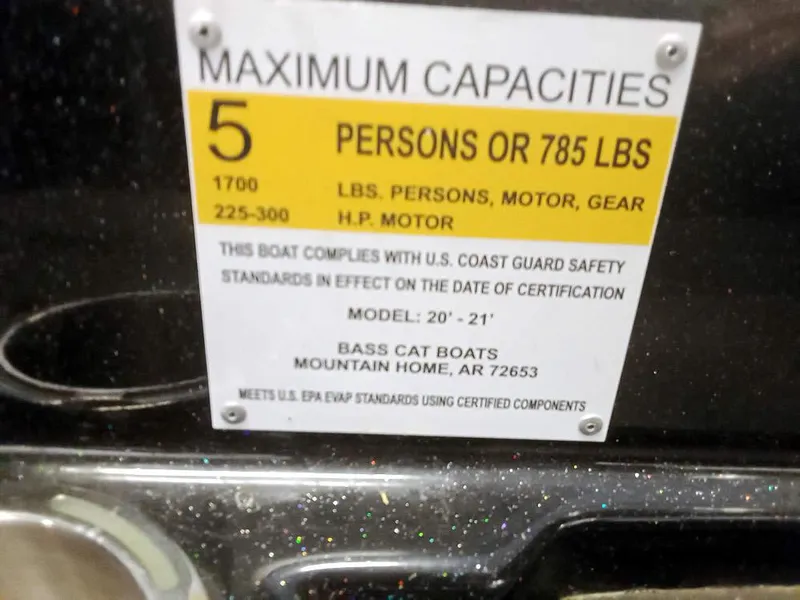 MAXIMUM CAPACITIES
5 PERSONS OR 785 LBS
1700 LBS. PERSONS, MOTOR, GEAR
225-300 H.P. MOTOR
THIS BOAT COMPLIES WITH U.S. COAST GUARD SAFETY
STANDARDS IN EFFECT ON THE DATE OF CERTIFICATION
MODEL: 20' - 21'
BASS CAT BOATS
MOUNTAIN HOME, AR 72653
MEETS U.S. EPA EVAP STANDARDS USING CERTIFIED COMPONENTS